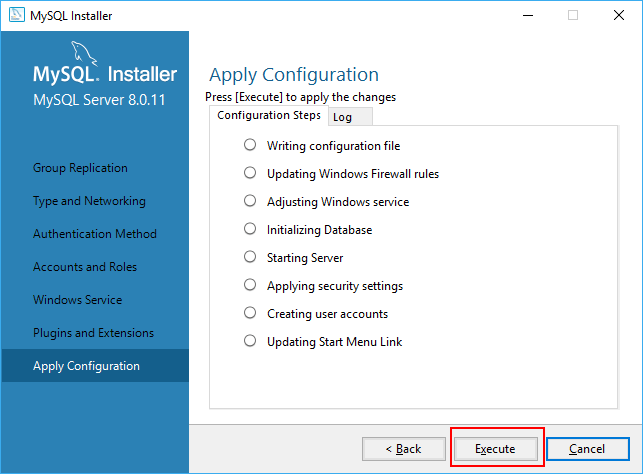 MySQL Installer
MySQL. Installer
MySQL Server 8.0.11
Group Replication
Type and Networking
Authentication Method
Accounts and Roles
Windows Service
Plugins and Extensions
Apply Configuration
Apply Configuration
Press [Execute] to apply the changes
Configuration Steps
Log
Writing configuration file
Updating Windows Firewall rules
Adjusting Windows service
Initializing Database
Starting Server
Applying security settings
Creating user accounts
Updating Start Menu Link
< Back
Execute
Cancel